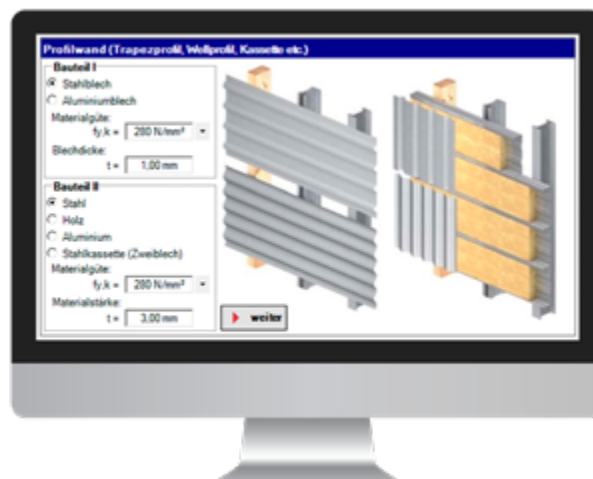 Profilwand (Trapezprofil, Wellprofil, Kassette etc.)
Bauteil I
Stahlblech
Aluminiumblech
Materialgüte:
fy.k = 280 N/mm²
Blechdicke:
t = 1,00 mm
Bauteil II
Stahl
Holz
Aluminium
Stahlkassette (Zweiblech)
Materialgüte:
fy.k = 280 N/mm²
Materialstärke:
t = 3,00 mm
weiter